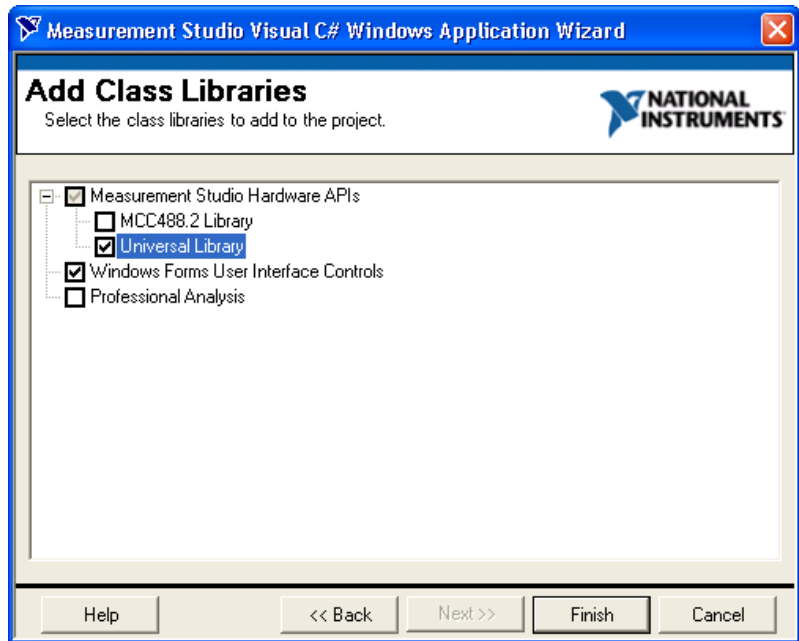 Measurement Studio Visual C# Windows Application Wizard
Add Class Libraries
Select the class libraries to add to the project.
NATIONAL
INSTRUMENTS
Measurement Studio Hardware APIs
MCC488.2 Library
Universal Library
Windows Forms User Interface Controls
Professional Analysis
Help
<< Back
Next >>
Finish
Cancel